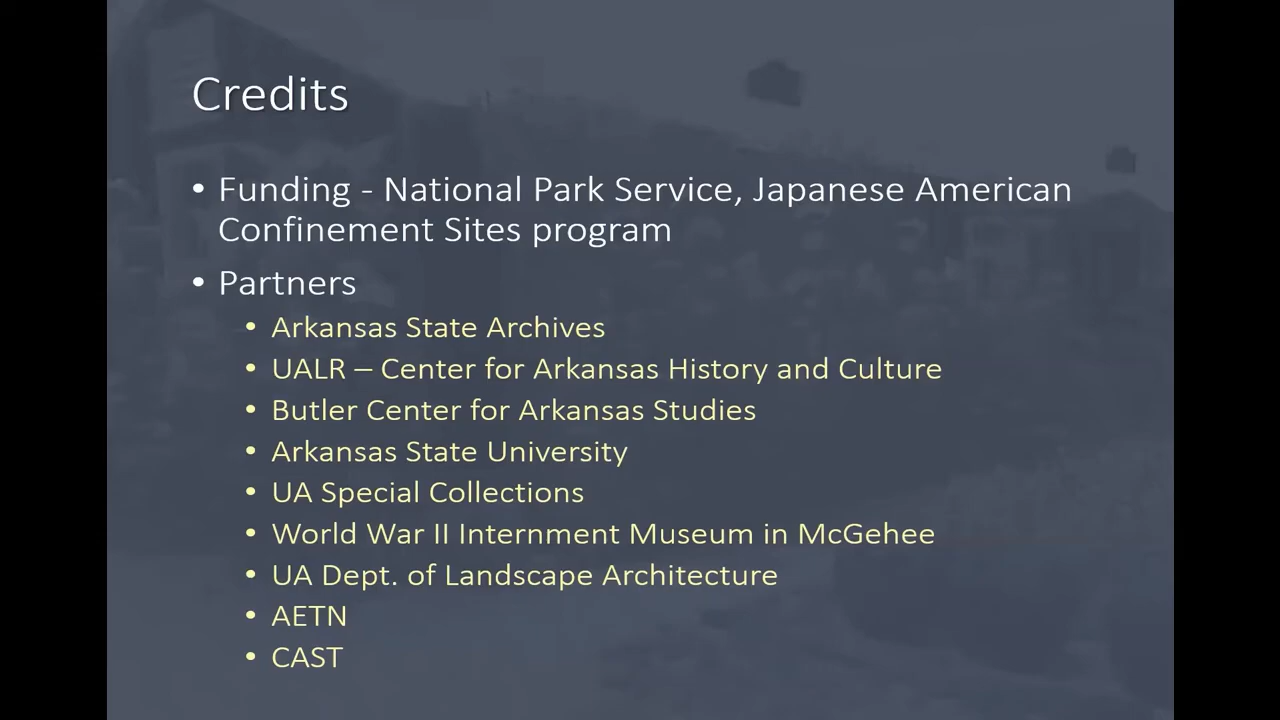 Credits
• Funding - National Park Service, Japanese American
Confinement Sites program
• Partners
• Arkansas State Archives
• UALR – Center for Arkansas History and Culture
• Butler Center for Arkansas Studies
• Arkansas State University
• UA Special Collections
• World War II Internment Museum in McGehee
• UA Dept. of Landscape Architecture
• AETN
• CAST